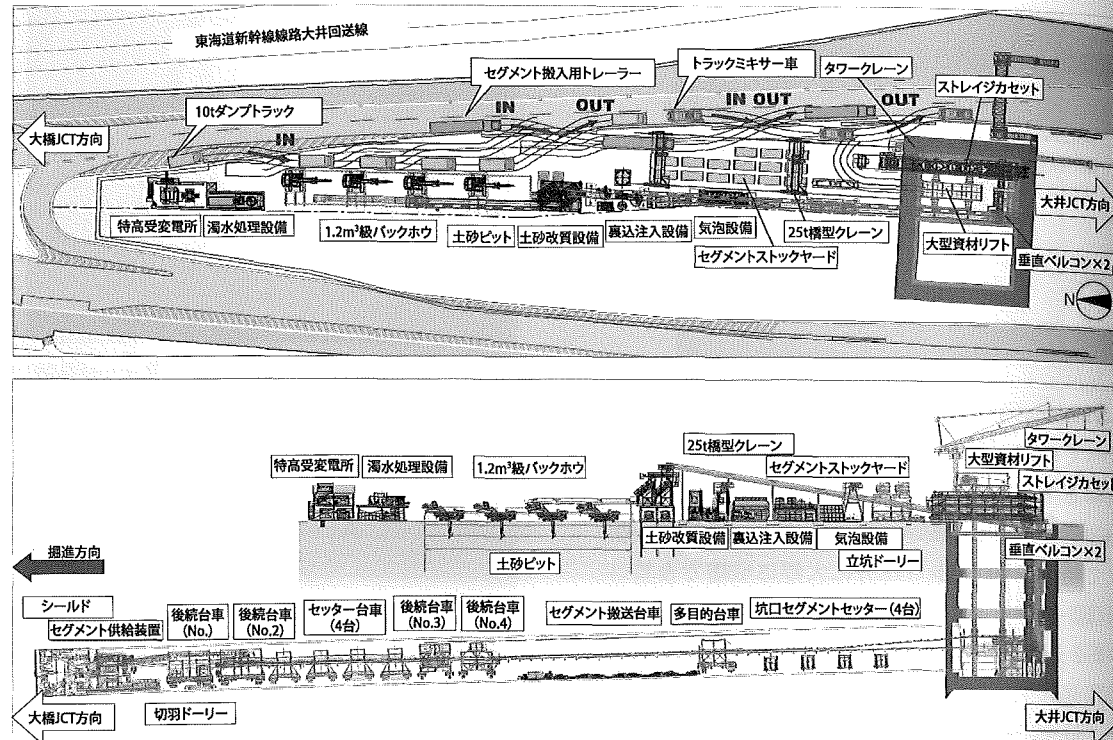 東海道新幹線線路大井回送線
セグメント搬入用トレーラー
トラックミキサー車
タワークレーン
ストレイジカセット
10tダンプトラック
IN
IN
OUT
IN OUT
OUT
大橋JCT方向
大井JCT方向
特高受変電所
濁水処理設備
1.2m³級バックホウ
土砂ピット
土砂改質設備
裏込注入設備
気泡設備
25t橋型クレーン
セグメントストックヤード
大型資材リフト
垂直ベルコン×2
N
タワークレーン
大型資材リフト
ストレイジカセット
25t橋型クレーン
セグメントストックヤード
特高受変電所
濁水処理設備
1.2m³級バックホウ
土砂改質設備
裏込注入設備
気泡設備
垂直ベルコン×2
掘進方向
土砂ピット
立坑ドーリー
シールド
セグメント供給装置
後続台車
(No.)
後続台車
(No.2)
セッター台車
(4台)
後続台車
(No.3)
後続台車
(No.4)
セグメント搬送台車
多目的台車
坑口セグメントセッター(4台)
大橋JCT方向
切羽ドーリー
大井JCT方向